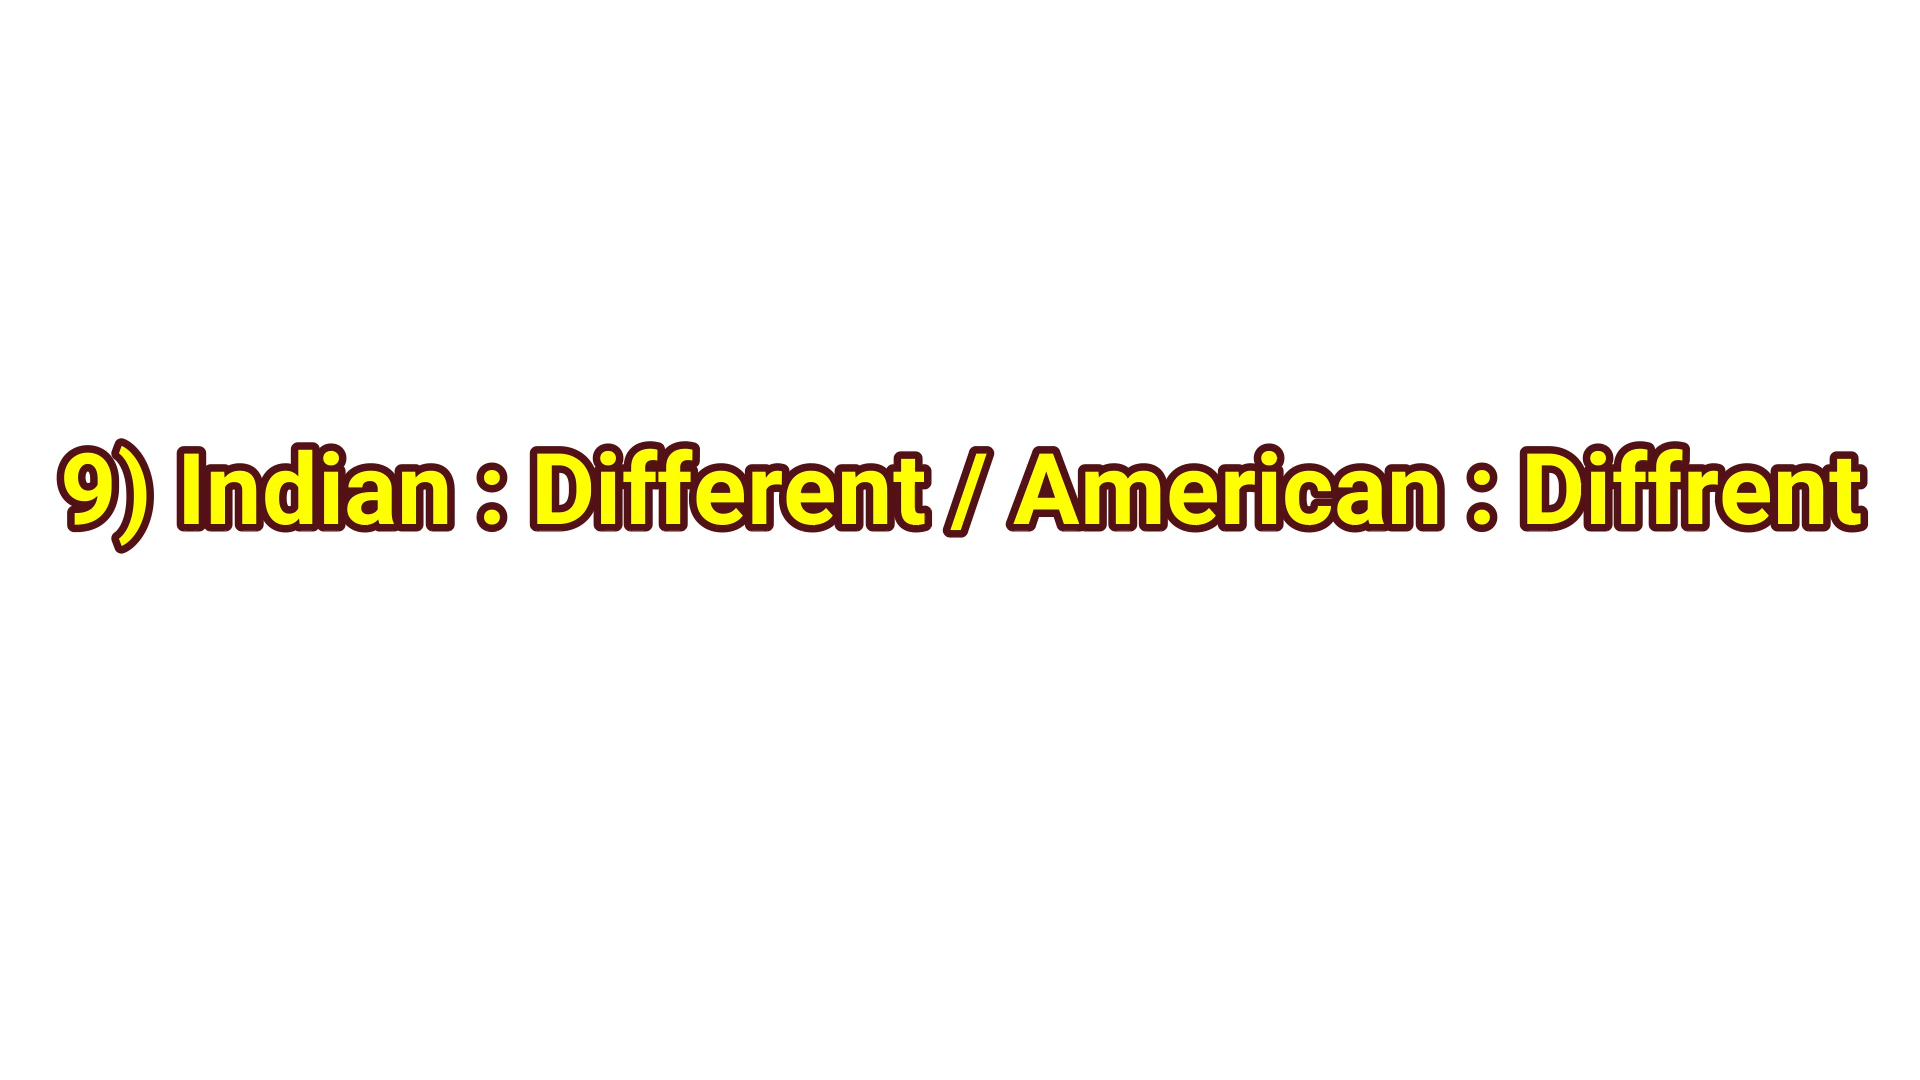 9) Indian : Different / American : Diffrent